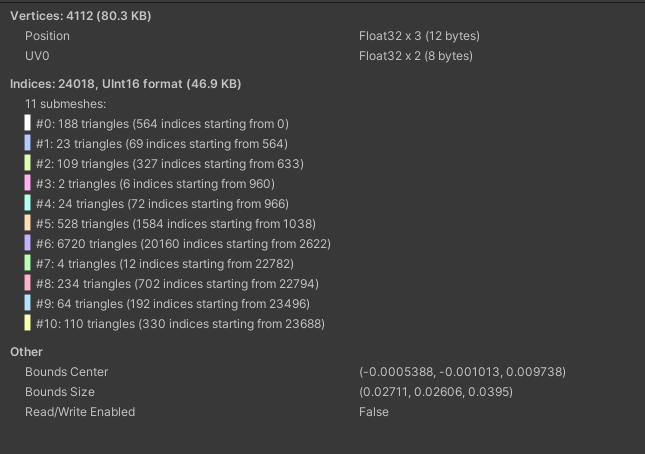 Vertices: 4112 (80.3 KB)
Position Float32 x 3 (12 bytes)
UV0 Float32 x 2 (8 bytes)
Indices: 24018, UInt16 format (46.9 KB)
11 submeshes:
#0: 188 triangles (564 indices starting from 0)
#1: 23 triangles (69 indices starting from 564)
#2: 109 triangles (327 indices starting from 633)
#3: 2 triangles (6 indices starting from 960)
#4: 24 triangles (72 indices starting from 966)
#5: 528 triangles (1584 indices starting from 1038)
#6: 6720 triangles (20160 indices starting from 2622)
#7: 4 triangles (12 indices starting from 22782)
#8: 234 triangles (702 indices starting from 22794)
#9: 64 triangles (192 indices starting from 23496)
#10: 110 triangles (330 indices starting from 23688)
Other
Bounds Center (-0.0005388, -0.001013, 0.009738)
Bounds Size (0.02711, 0.02606, 0.0395)
Read/Write Enabled False